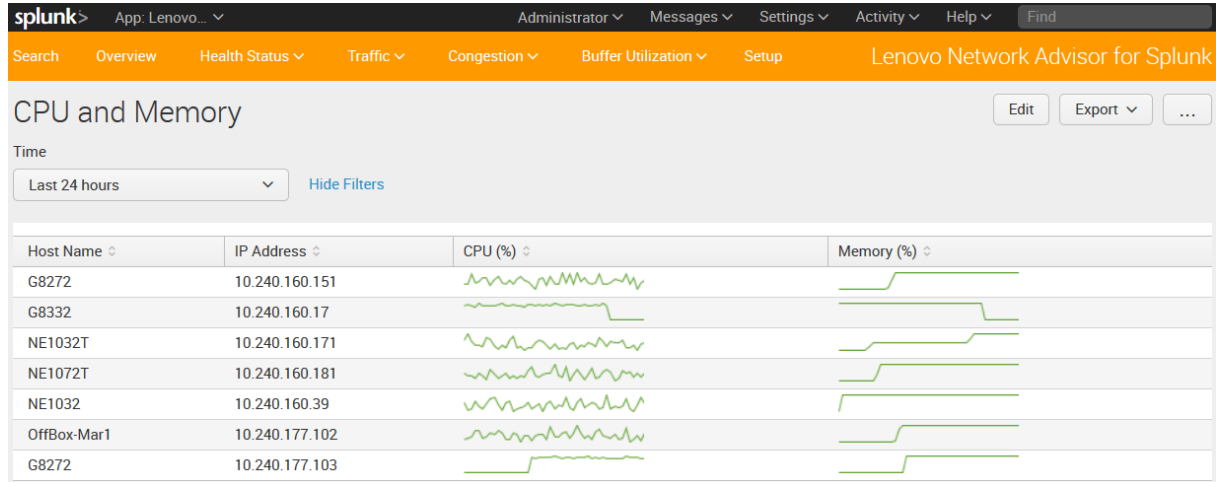 splunk> App: Lenovo... Administrator Messages Settings Activity Help Find
Search Overview Health Status Traffic Congestion Buffer Utilization Setup Lenovo Network Advisor for Splunk
CPU and Memory Edit Export ...
Time
Last 24 hours Hide Filters
Host Name IP Address CPU (%) Memory (%)
G8272 10.240.160.151
G8332 10.240.160.17
NE1032T 10.240.160.171
NE1072T 10.240.160.181
NE1032 10.240.160.39
OffBox-Mar1 10.240.177.102
G8272 10.240.177.103